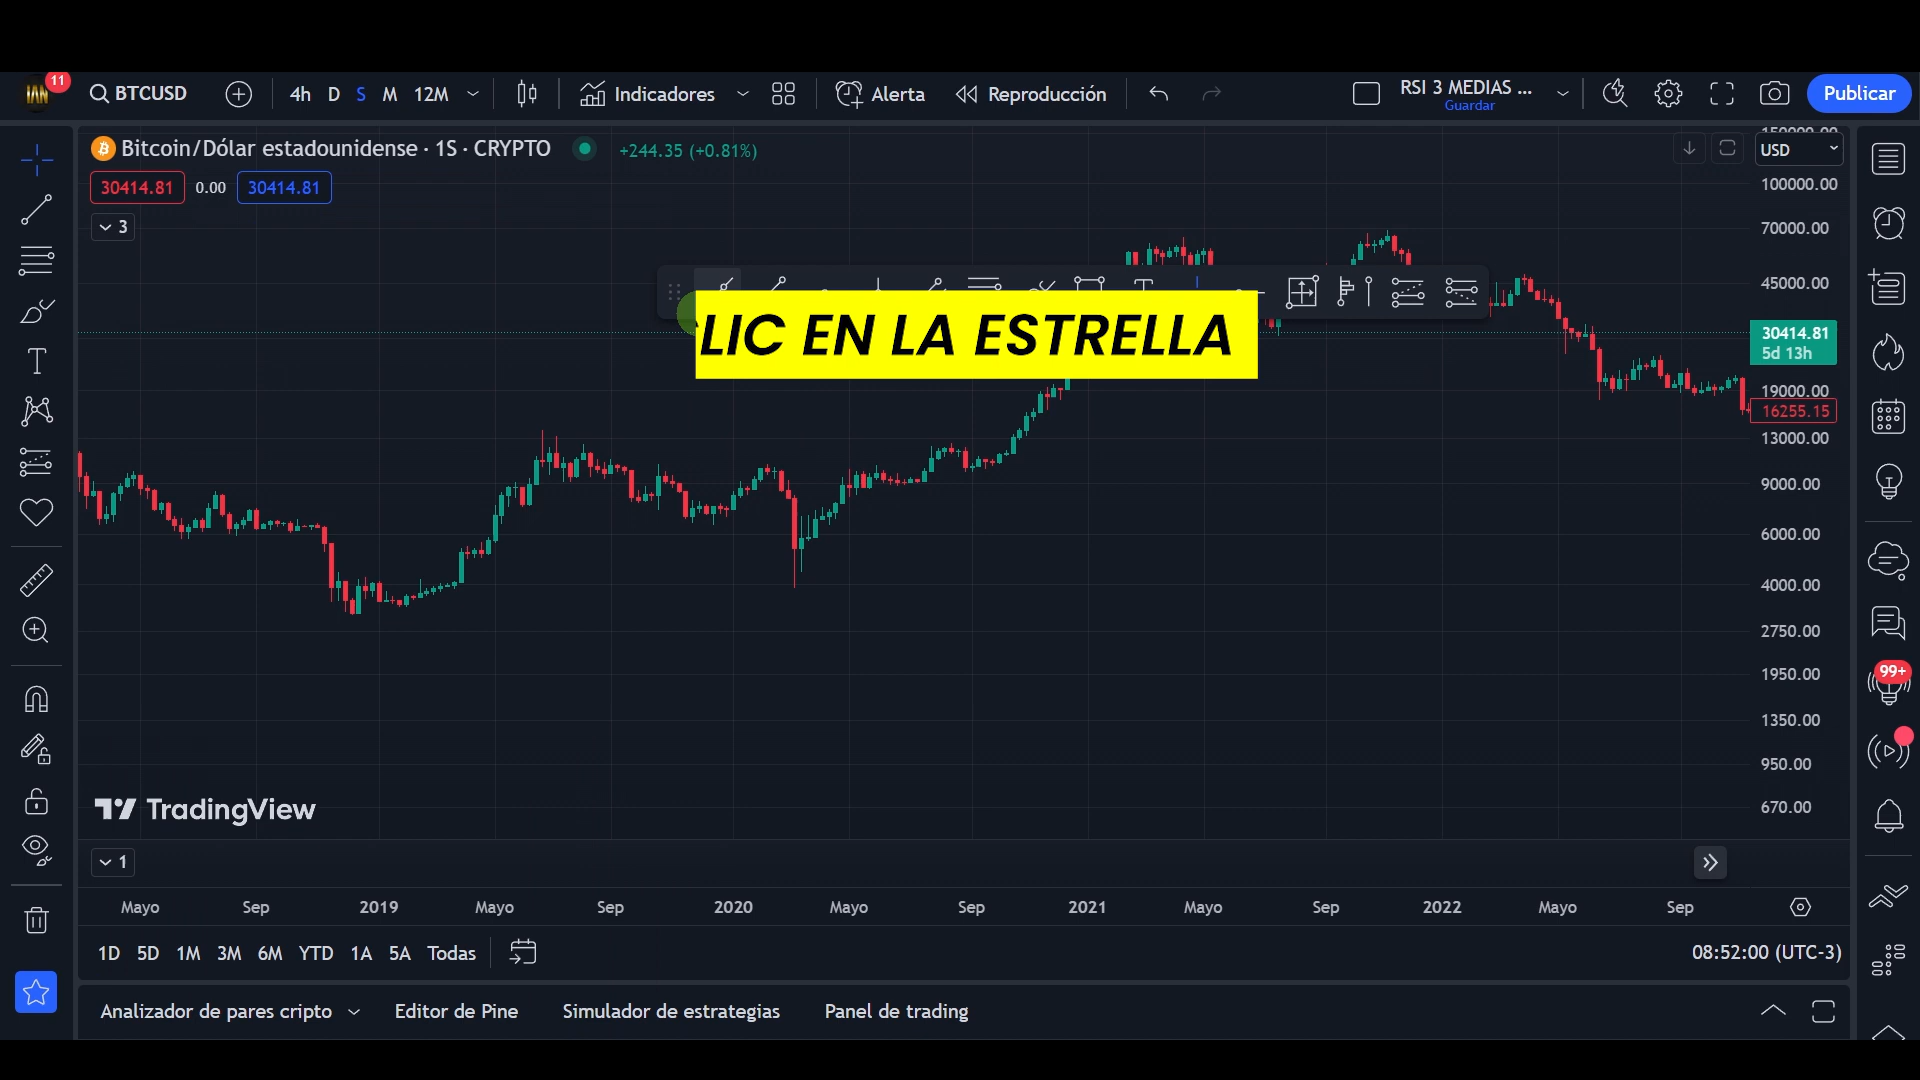 IAN
11
BTCUSD
4h D S M 12M
Indicadores
Alerta
Reproducción
RSI 3 MEDIAS ...
Guardar
Publicar
Bitcoin/Dólar estadounidense · 1S · CRYPTO
+244.35 (+0.81%)
30414.81
0.00
30414.81
3
USD
150000.00
100000.00
70000.00
45000.00
30414.81
5d 13h
19000.00
16255.15
13000.00
9000.00
6000.00
4000.00
2750.00
1950.00
1350.00
950.00
670.00
LIC EN LA ESTRELLA
99+
TradingView
1
Mayo Sep 2019 Mayo Sep 2020 Mayo Sep 2021 Mayo Sep 2022 Mayo Sep
1D 5D 1M 3M 6M YTD 1A 5A Todas
08:52:00 (UTC-3)
Analizador de pares cripto
Editor de Pine
Simulador de estrategias
Panel de trading